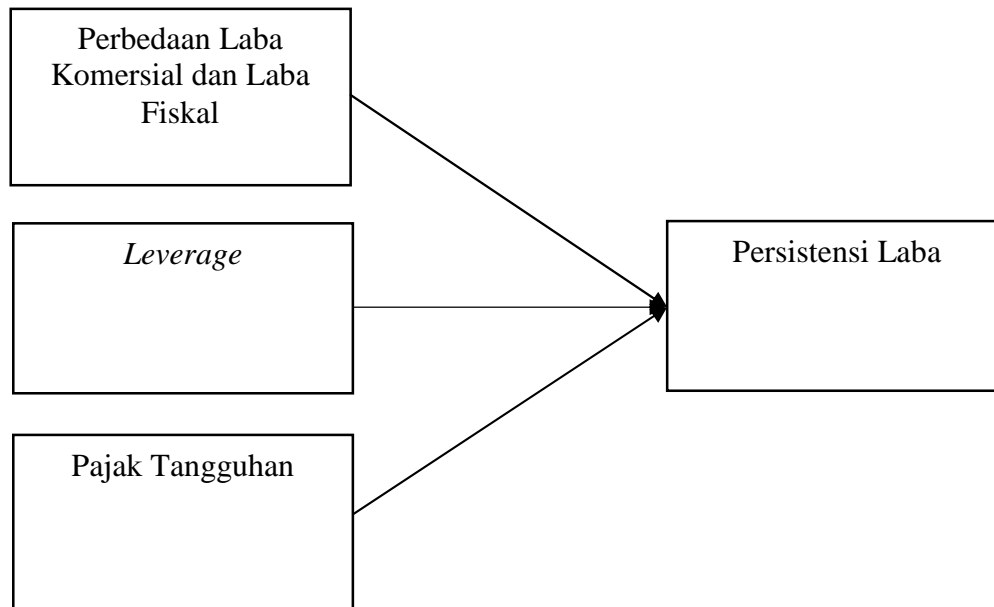 Perbedaan Laba
Komersial dan Laba
Fiskal
Leverage
Persistensi Laba
Pajak Tangguhan